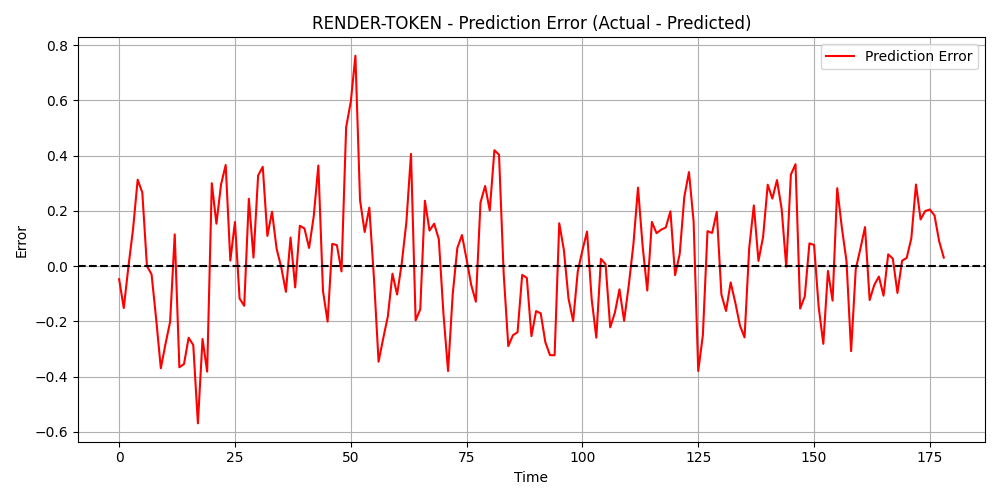 RENDER-TOKEN - Prediction Error (Actual - Predicted)
Prediction Error
Error
0.8
0.6
0.4
0.2
0.0
−0.2
−0.4
−0.6
0 25 50 75 100 125 150 175
Time